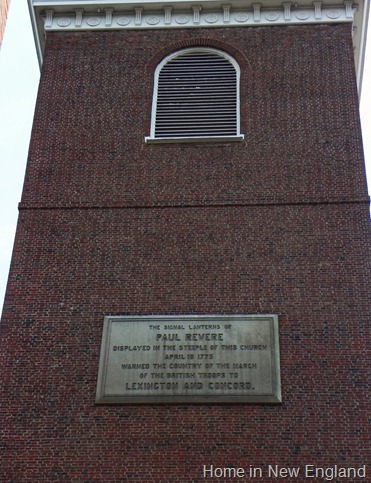 THE SIGNAL LANTERNS OF
PAUL REVERE
DISPLAYED IN THE STEEPLE OF THIS CHURCH
APRIL 18 1775
WARNED THE COUNTRY OF THE MARCH
OF THE BRITISH TROOPS TO
LEXINGTON AND CONCORD.
Home in New England